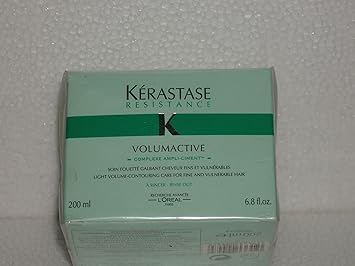 KÉRASTASE
RESISTANCE
K
VOLUMACTIVE
COMPLEXE AMPLI-CIMENT
SOIN FOUETTÉ GALBANT CHEVEUX FINS ET VULNÉRABLES
LIGHT VOLUME-CONTOURING CARE FOR FINE AND VULNERABLE HAIR
À RINCER - RINSE OUT
RECHERCHE AVANCÉE
L'ORÉAL
PARIS
200 ml 6.8 fl.oz.